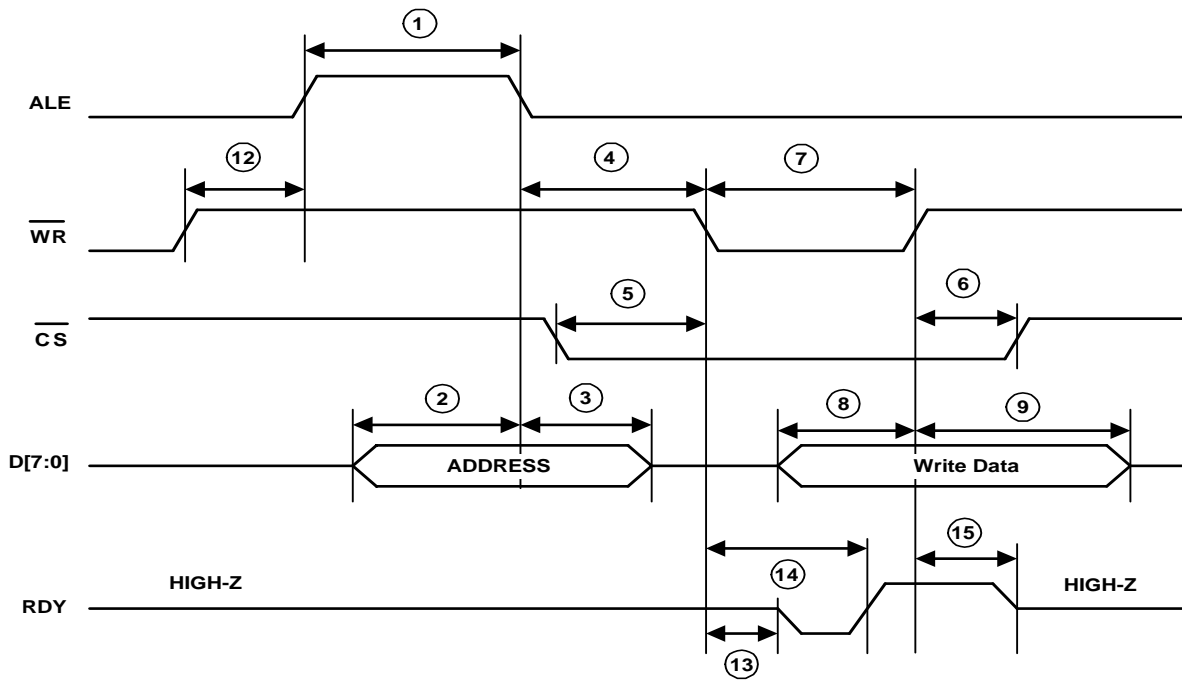 1
ALE
12
4
7
WR
5
6
CS
2
3
8
9
D[7:0]
ADDRESS
Write Data
15
HIGH-Z
14
HIGH-Z
RDY
13